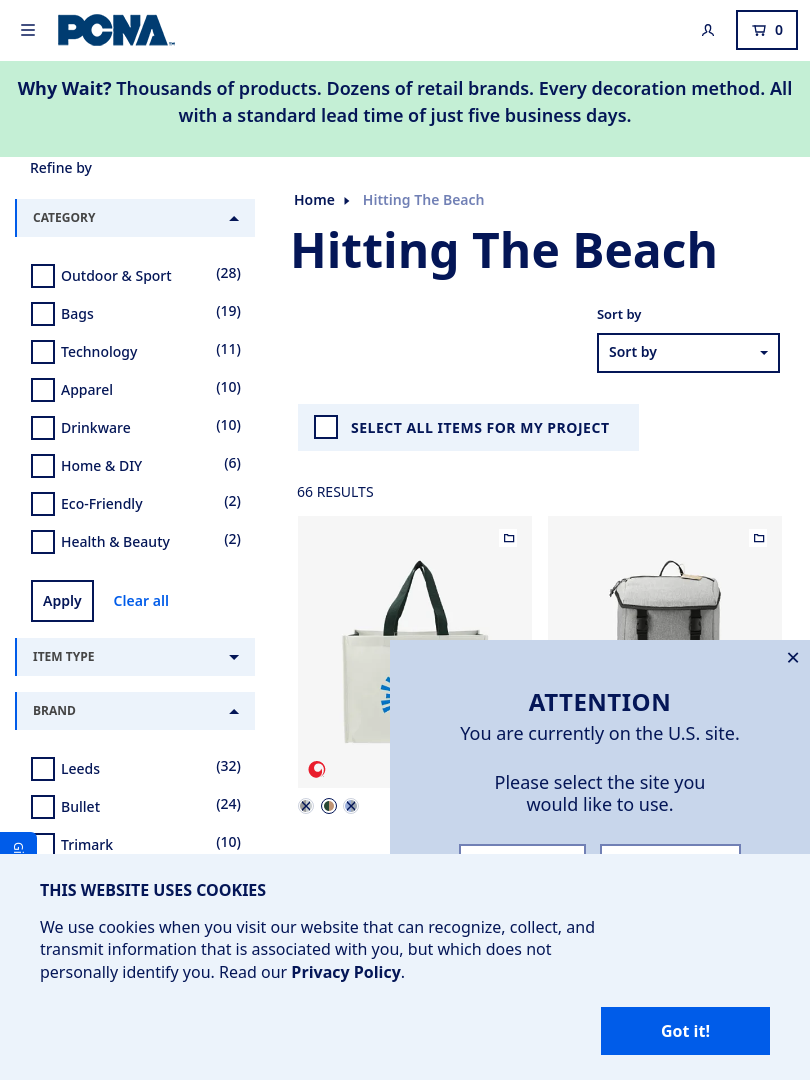 PCNA
0
Why Wait? Thousands of products. Dozens of retail brands. Every decoration method. All
with a standard lead time of just five business days.
Refine by
CATEGORY
Outdoor & Sport (28)
Bags (19)
Technology (11)
Apparel (10)
Drinkware (10)
Home & DIY (6)
Eco-Friendly (2)
Health & Beauty (2)
Apply Clear all
ITEM TYPE
BRAND
Leeds (32)
Bullet (24)
Trimark (10)
Home Hitting The Beach
Hitting The Beach
Sort by
Sort by
SELECT ALL ITEMS FOR MY PROJECT
66 RESULTS
ATTENTION
You are currently on the U.S. site.
Please select the site you
would like to use.
THIS WEBSITE USES COOKIES
We use cookies when you visit our website that can recognize, collect, and
transmit information that is associated with you, but which does not
personally identify you. Read our Privacy Policy.
Got it!